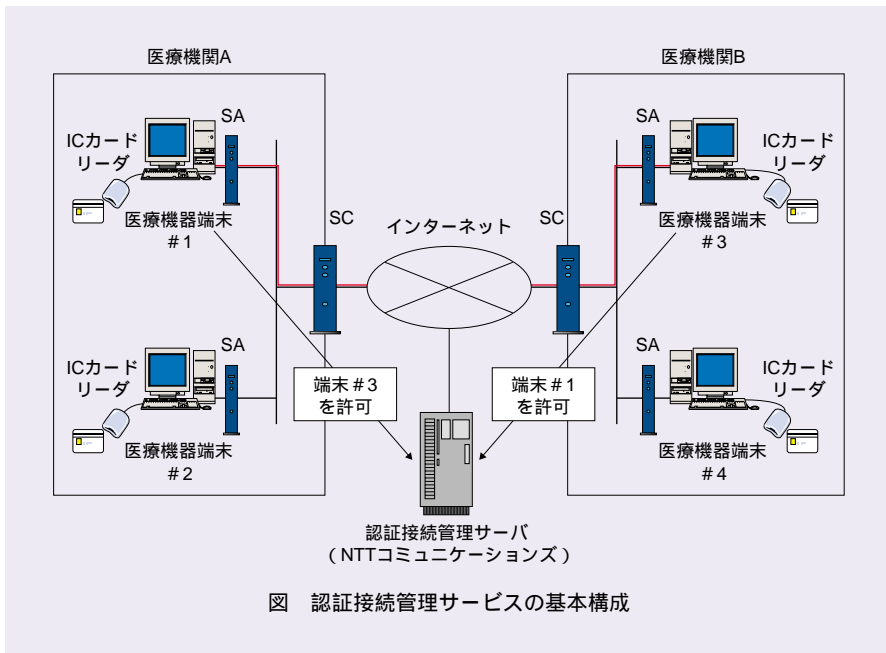 医療機関A
医療機関B
SA
ICカード
リーダ
医療機器端末
#1
SC
インターネット
SC
SA
ICカード
リーダ
医療機器端末
#3
SA
ICカード
リーダ
医療機器端末
#2
端末#3
を許可
端末#1
を許可
SA
ICカード
リーダ
医療機器端末
#4
認証接続管理サーバ
(NTTコミュニケーションズ)
図 認証接続管理サービスの基本構成